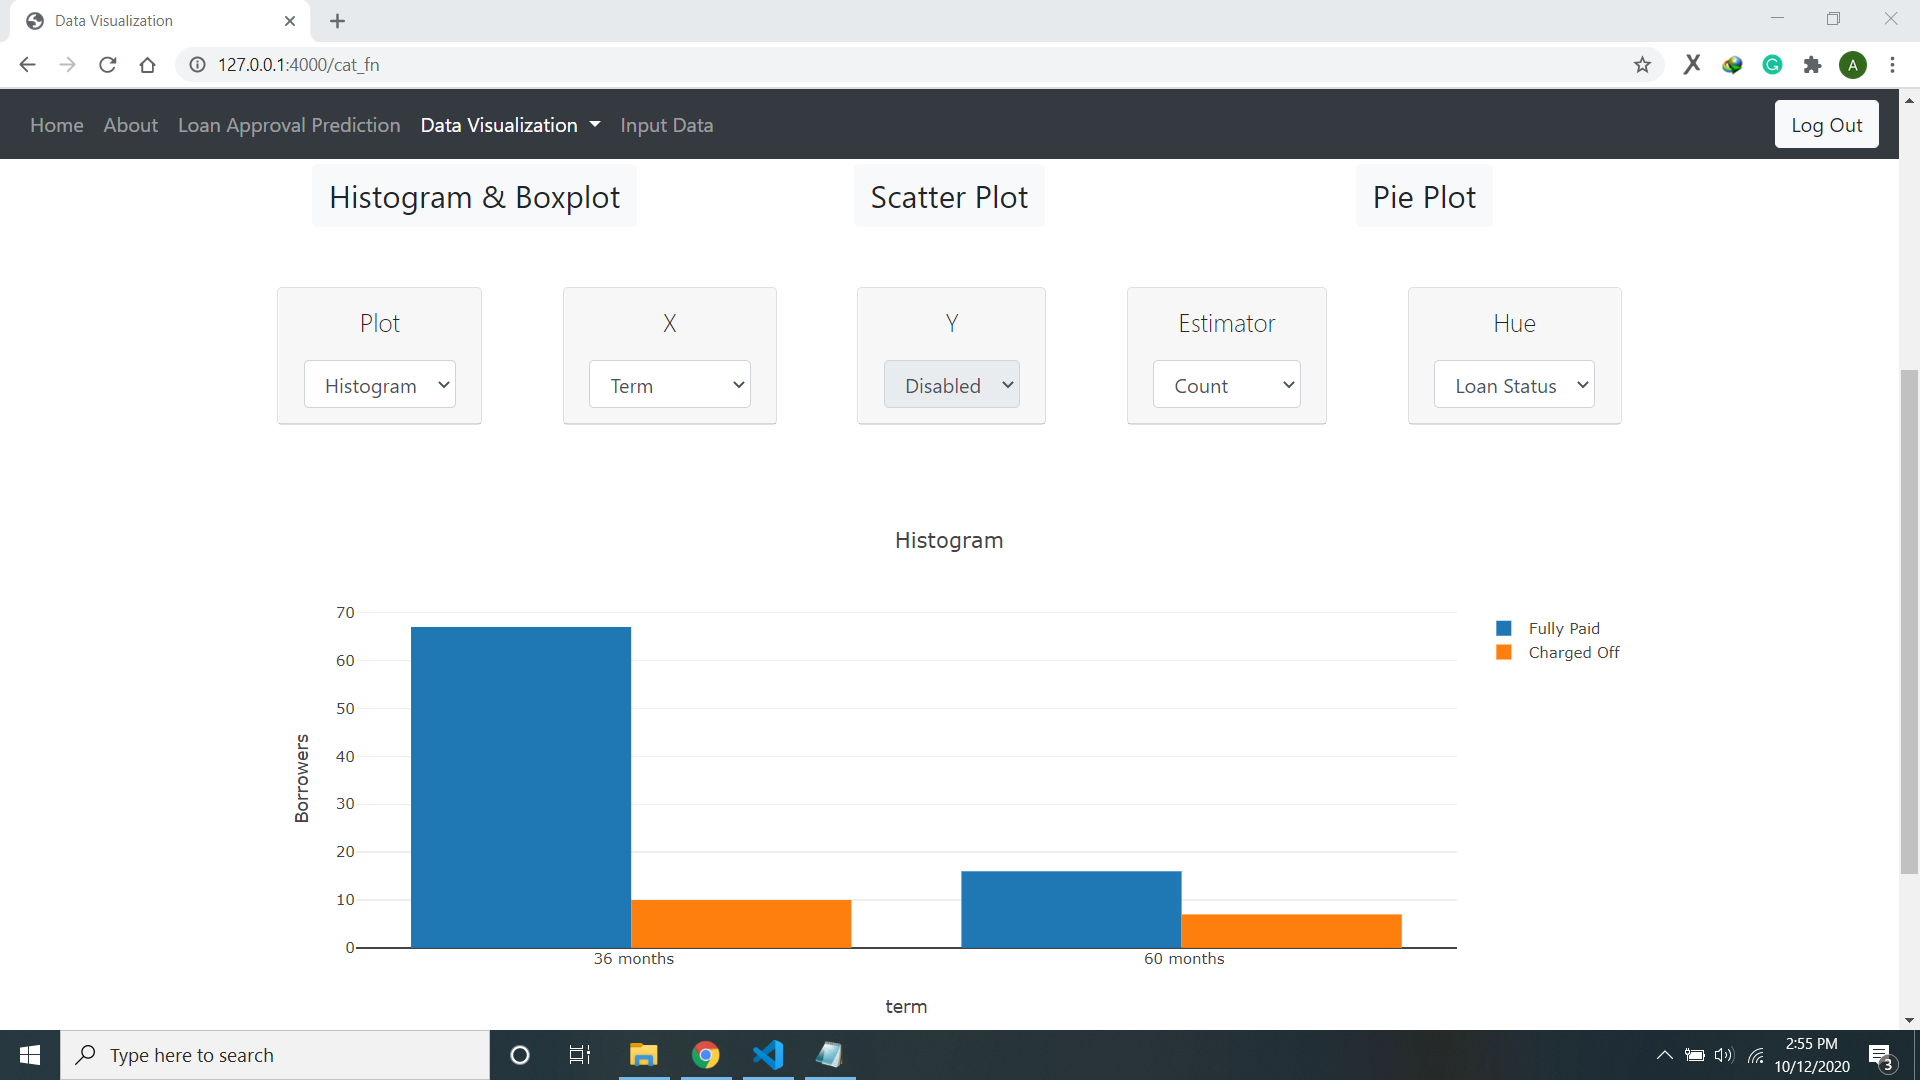 Data Visualization
127.0.0.1:4000/cat_fn
A
Home About Loan Approval Prediction Data Visualization Input Data Log Out
Histogram & Boxplot Scatter Plot Pie Plot
Plot X Y Estimator Hue
Histogram Term Disabled Count Loan Status
Histogram
70
60
50
40
30
20
10
0
Borrowers
Fully Paid
Charged Off
36 months 60 months
term
Type here to search
2:55 PM
10/12/2020
3